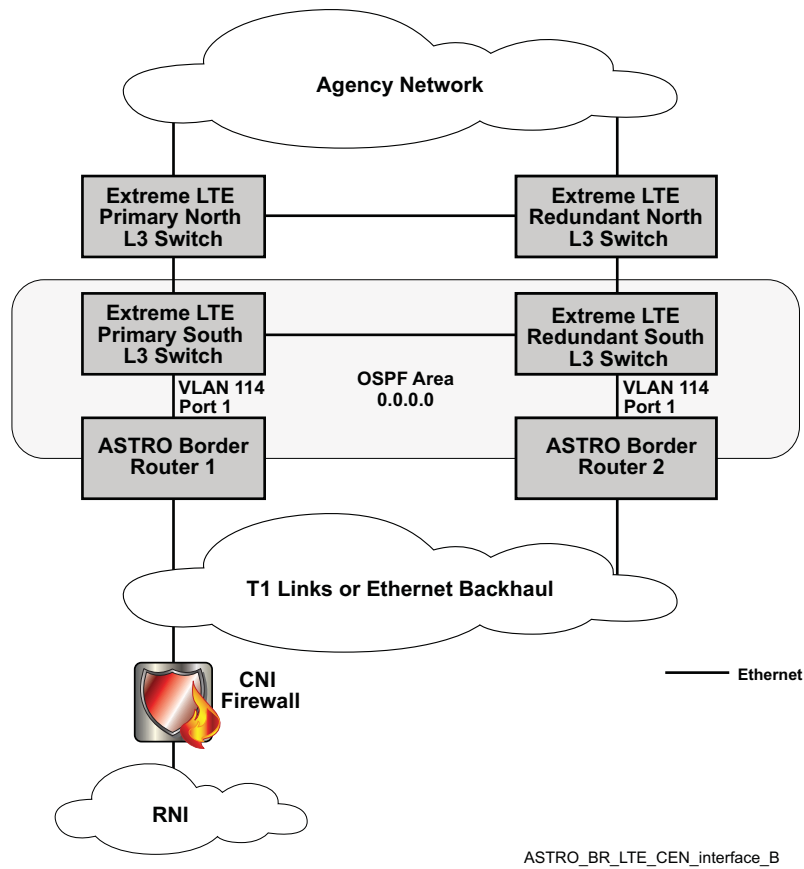 Agency Network
Extreme LTE
Primary North
L3 Switch
Extreme LTE
Redundant North
L3 Switch
Extreme LTE
Primary South
L3 Switch
Extreme LTE
Redundant South
L3 Switch
VLAN 114
Port 1
OSPF Area
0.0.0.0
VLAN 114
Port 1
ASTRO Border
Router 1
ASTRO Border
Router 2
T1 Links or Ethernet Backhaul
CNI
Firewall
Ethernet
RNI
ASTRO_BR_LTE_CEN_interface_B